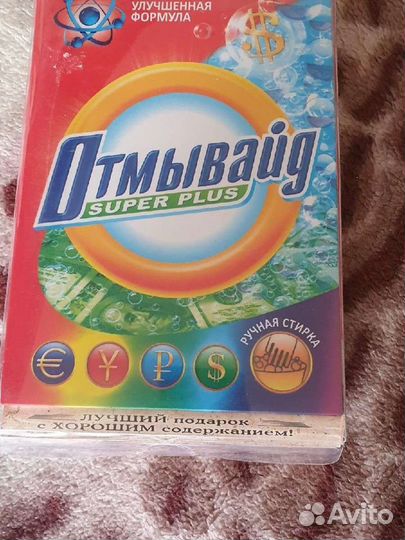 УЛУЧШЕННАЯ
ФОРМУЛА
$
Отмывайд
SUPER PLUS
РУЧНАЯ СТИРКА
€ ¥ ₽ $
ЛУЧШИЙ подарок
с ХОРОШИМ содержанием!
Avito